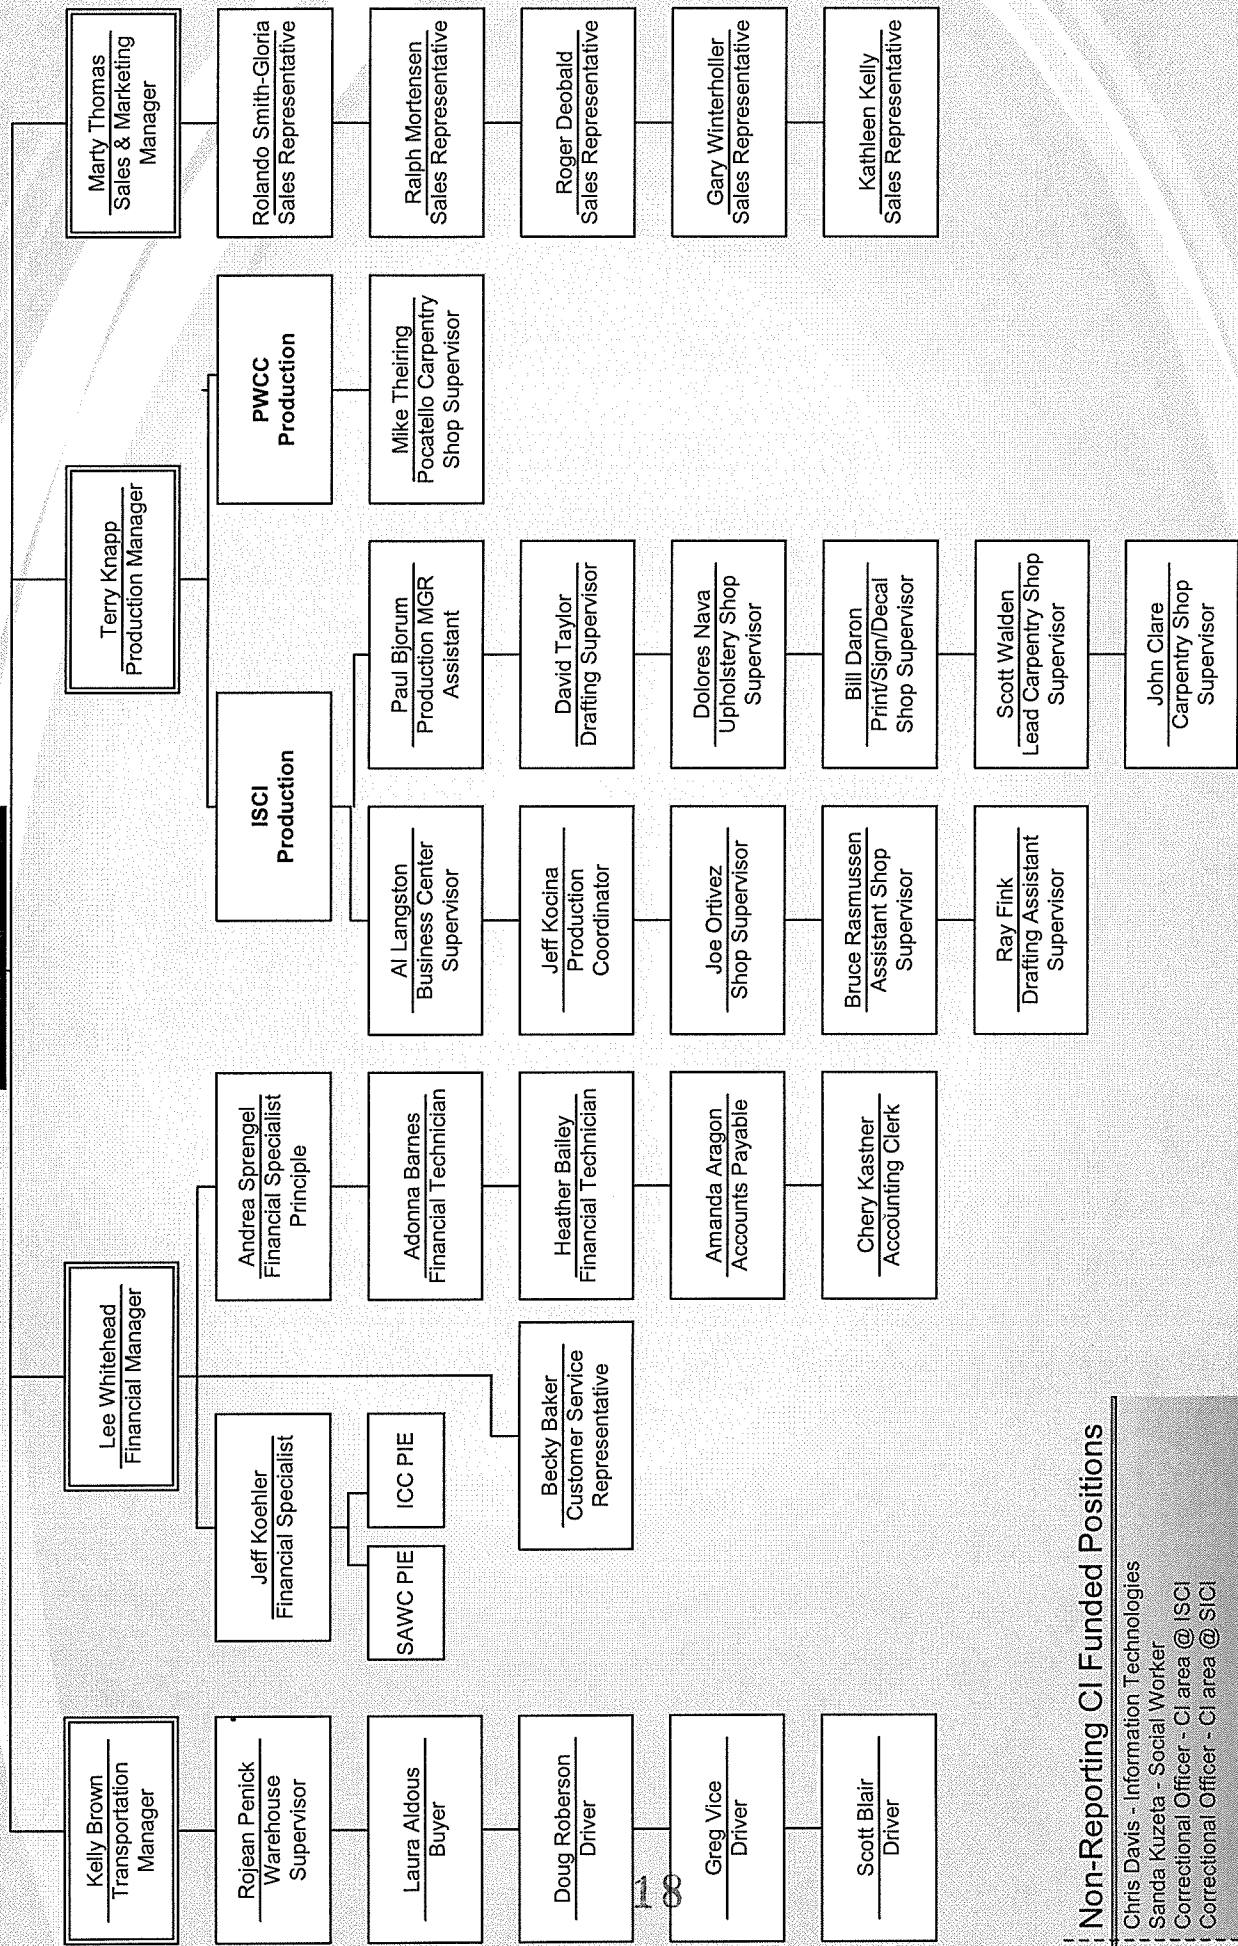 Kelly Brown
Transportation
Manager
Rojean Penick
Warehouse
Supervisor
Laura Aldous
Buyer
Doug Roberson
Driver
Greg Vice
Driver
Scott Blair
Driver
Lee Whitehead
Financial Manager
Jeff Koehler
Financial Specialist
SAWC PIE
ICC PIE
Becky Baker
Customer Service
Representative
Andrea Sprengel
Financial Specialist
Principle
Adonna Barnes
Financial Technician
Heather Bailey
Financial Technician
Amanda Aragon
Accounts Payable
Chery Kastner
Accounting Clerk
Terry Knapp
Production Manager
ISCI
Production
Al Langston
Business Center
Supervisor
Jeff Kocina
Production
Coordinator
Joe Ortivez
Shop Supervisor
Bruce Rasmussen
Assistant Shop
Supervisor
Ray Fink
Drafting Assistant
Supervisor
Paul Bjorum
Production MGR
Assistant
David Taylor
Drafting Supervisor
Dolores Nava
Upholstery Shop
Supervisor
Bill Daron
Print/Sign/Decal
Shop Supervisor
Scott Walden
Lead Carpentry Shop
Supervisor
John Clare
Carpentry Shop
Supervisor
PWCC
Production
Mike Theiring
Pocatello Carpentry
Shop Supervisor
Marty Thomas
Sales & Marketing
Manager
Rolando Smith-Gloria
Sales Representative
Ralph Mortensen
Sales Representative
Roger Deobald
Sales Representative
Gary Winterholler
Sales Representative
Kathleen Kelly
Sales Representative
Non-Reporting CI Funded Positions
Chris Davis - Information Technologies
Sanda Kuzeta - Social Worker
Correctional Officer - CI area @ ISCI
Correctional Officer - CI area @ SICI
18